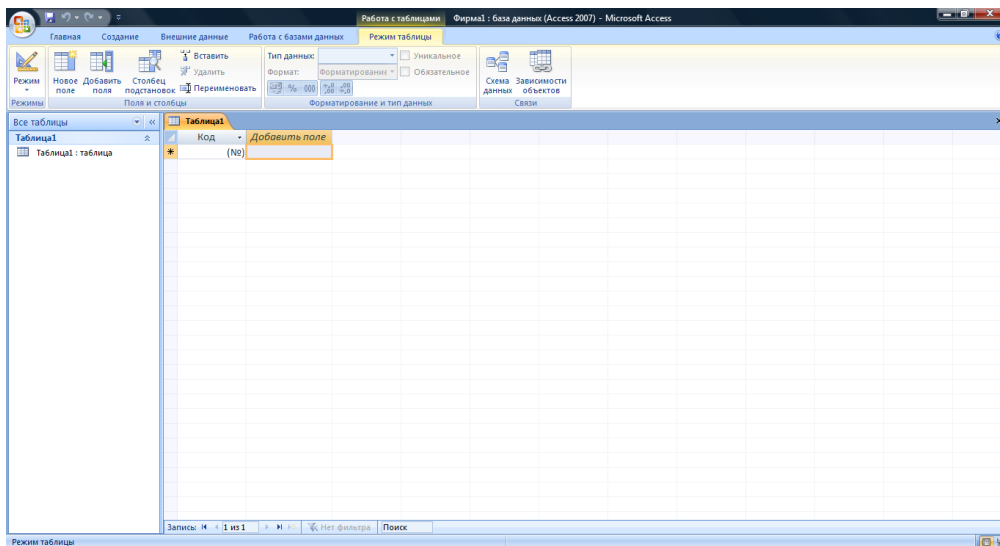 Работа с таблицами Фирма1 : база данных (Access 2007) - Microsoft Access
Главная Создание Внешние данные Работа с базами данных Режим таблицы
Режим
Новое поле
Добавить поля
Столбец подстановок
Вставить
Удалить
Переименовать
Тип данных:
Формат: Форматировани
% 000
Уникальное
Обязательное
Схема данных
Зависимости объектов
Режимы Поля и столбцы Форматирование и тип данных Связи
Все таблицы
Таблица1
Таблица1 : таблица
Таблица1
Код Добавить поле
* (№)
Запись: 1 из 1 Нет фильтра Поиск
Режим таблицы